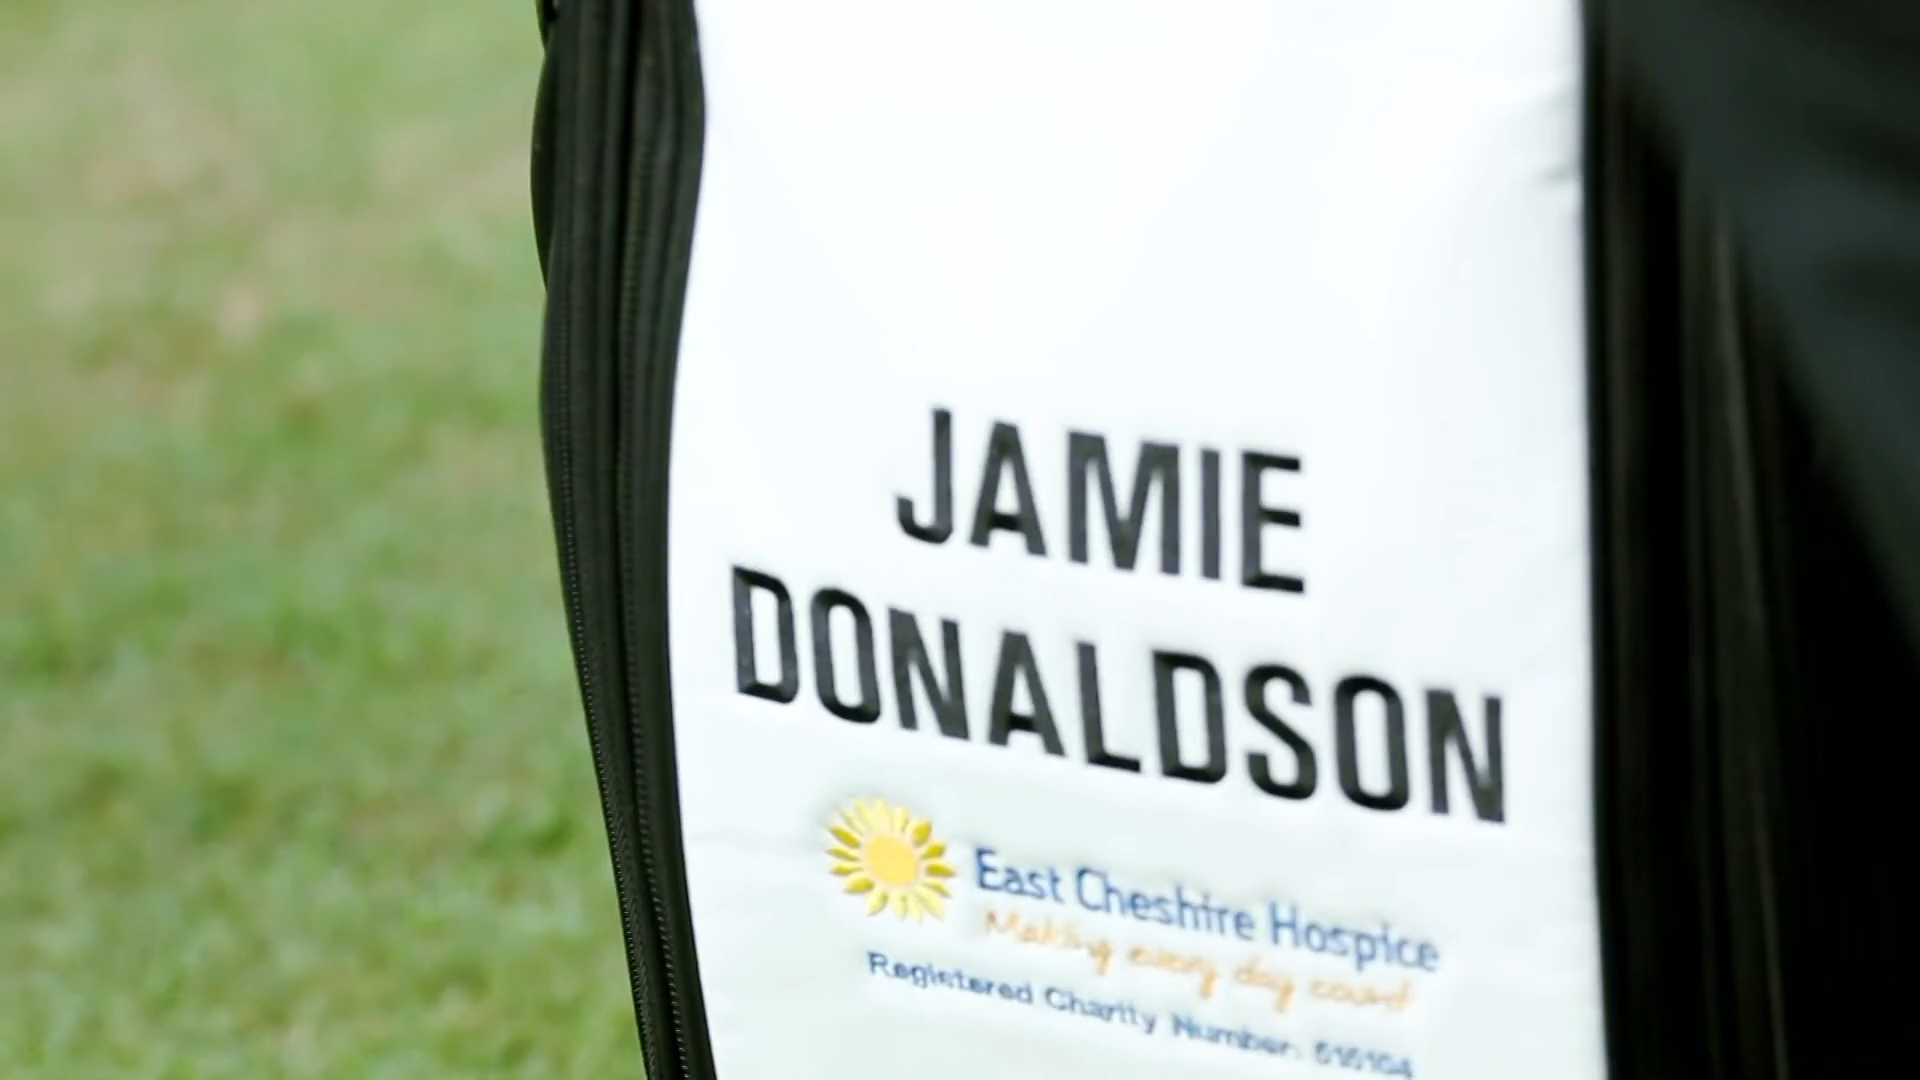 JAMIE
DONALDSON
East Cheshire Hospice
Making every day count
Registered Charity Number: